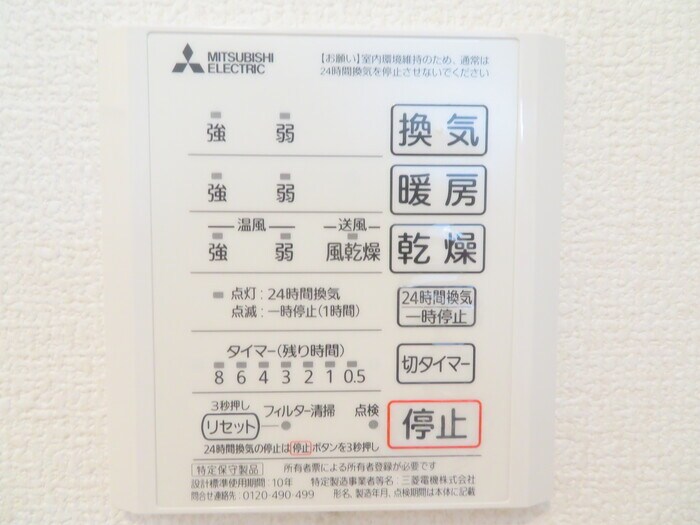 MITSUBISHI
ELECTRIC
【お願い】室内環境維持のため、通常は
24時間換気を停止させないでください
強 弱 換気
強 弱 暖房
温風 送風
強 弱 風乾燥 乾燥
点灯:24時間換気
点滅:一時停止(1時間)
24時間換気
一時停止
タイマー(残り時間)
8 6 4 3 2 1 0.5
切タイマー
3秒押し
リセット フィルター清掃 点検
停止
24時間換気の停止は停止ボタンを3秒押し
特定保守製品 所有者票による所有者登録が必要です
設計標準使用期間:10年 特定製造事業者等名:三菱電機株式会社
問合せ連絡先:0120-490-499 形名、製造年月、点検期間は本体に記載